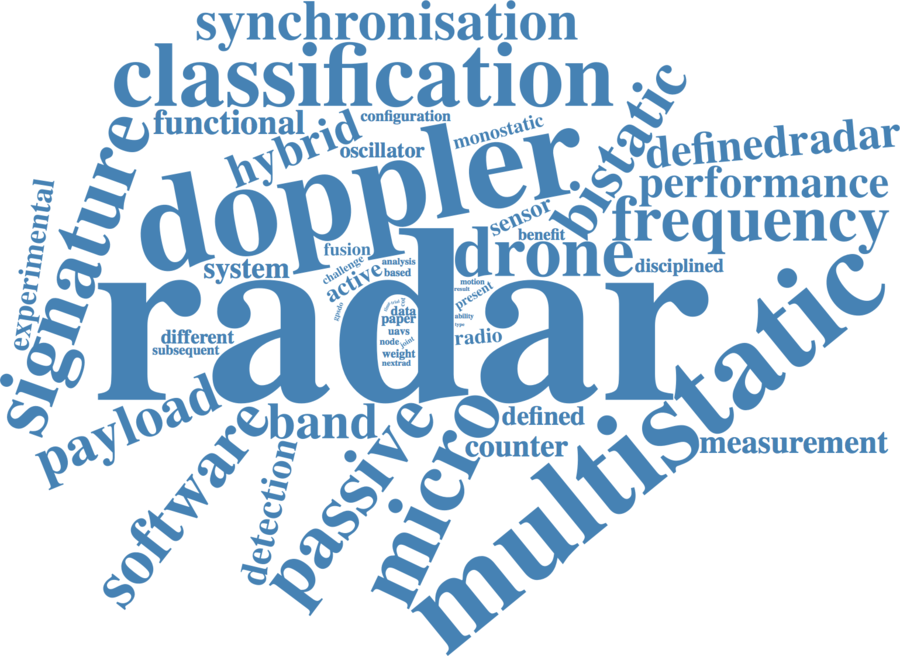 synchronisation
classification
functional
configuration
hybrid
oscillator
monostatic
doppler
bistatic
definedradar
performance
frequency
signature
experimental
sensor
benefit
drone
disciplined
system
fusion
challenge
analysis
active
based
motion
result
present
ability
type
radar
data
paper
uavs
node
joint
weight
nextrad
radio
different
subsequent
payload
software
band
detection
passive
micro
defined
counter
multistatic
measurement